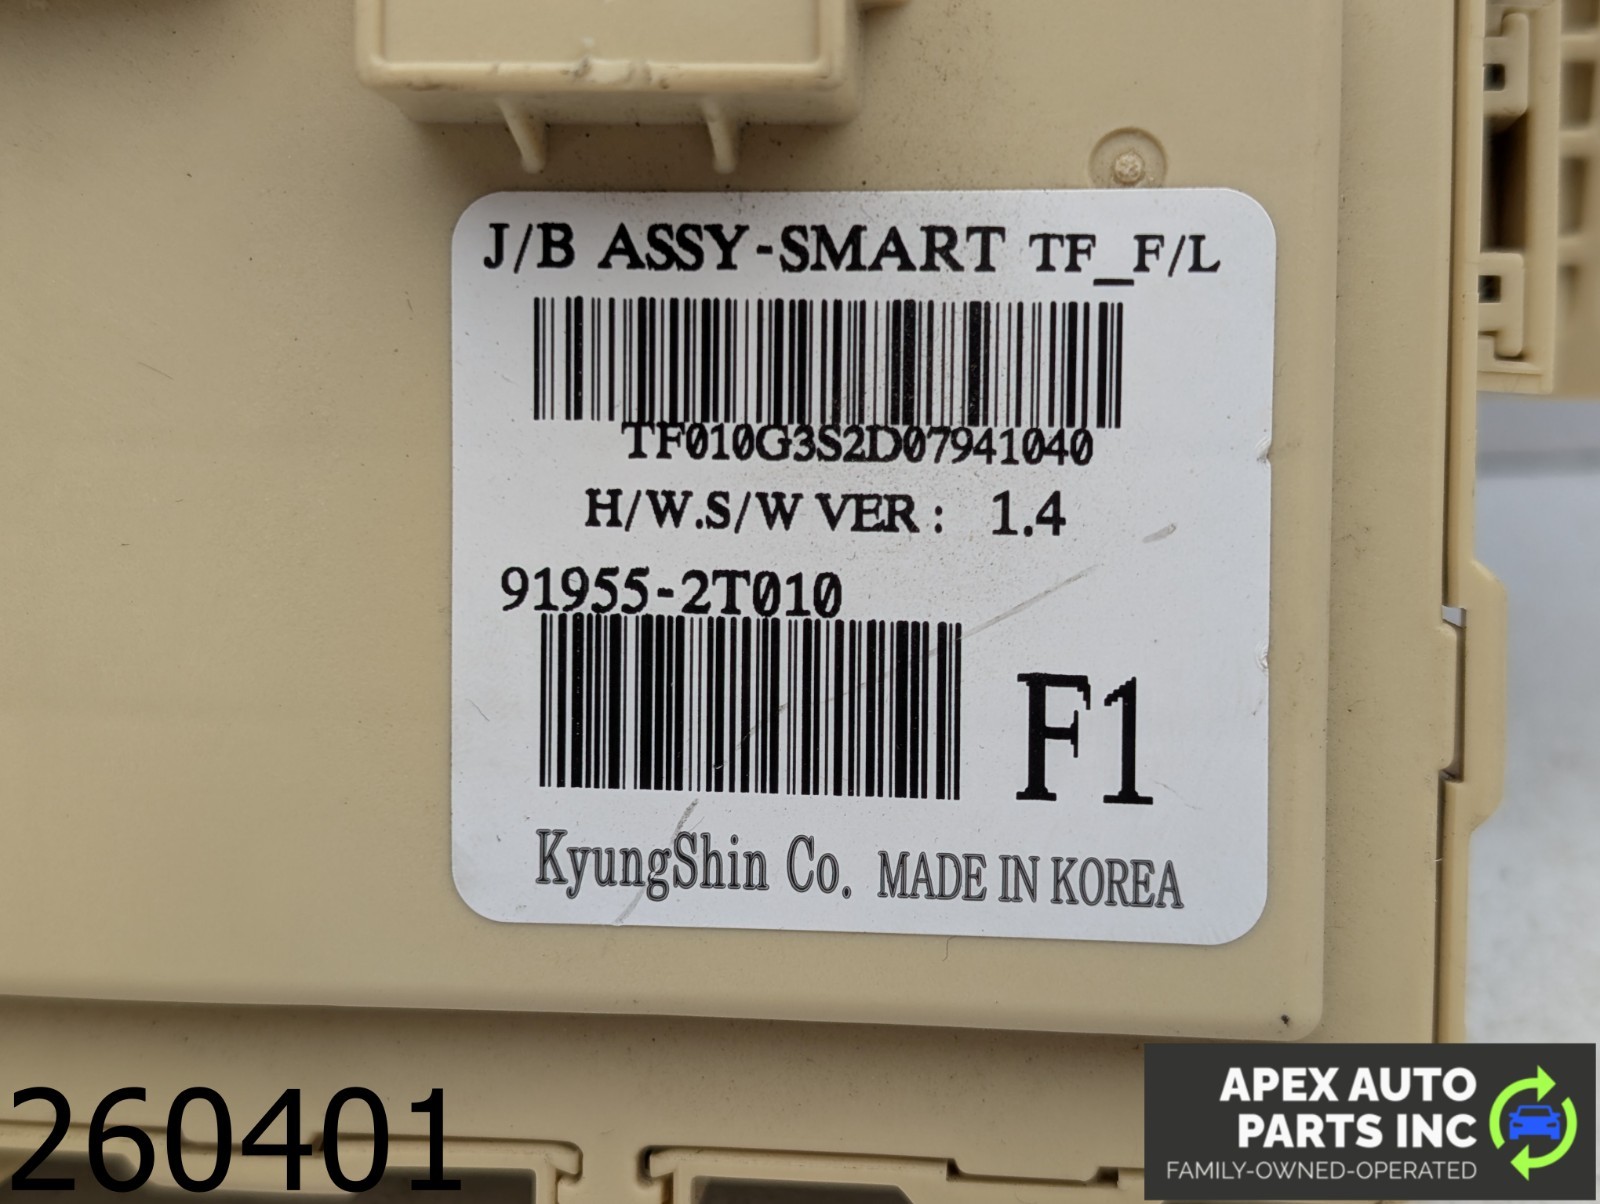 J/B ASSY-SMART TF_F/L
TF010G3S2D07941040
H/W.S/W VER : 1.4
91955-2T010
F1
KyungShin Co. MADE IN KOREA
260401
APEX AUTO
PARTS INC
FAMILY-OWNED-OPERATED